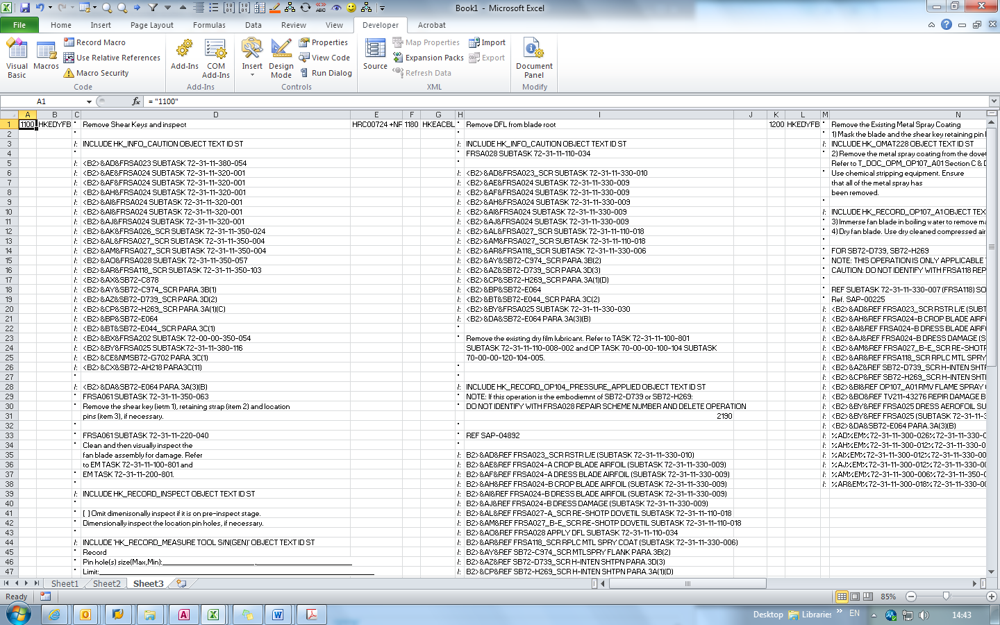 Book1 - Microsoft Excel
File Home Insert Page Layout Formulas Data Review View Developer Acrobat
Visual Basic
Macros
Record Macro
Use Relative References
Macro Security
Code
Add-Ins
COM Add-Ins
Add-Ins
Insert
Design Mode
Properties
View Code
Run Dialog
Controls
Source
Map Properties
Expansion Packs
Refresh Data
Import
Export
XML
Document Panel
Modify
A1 fx = "1100"
A B C D E F G H I J K L M N
1 1100 HKEDYFB * Remove Shear Keys and inspect HRC00724 +NF 1180 HKEACBL * Remove DFL from blade root 1200 HKEDYFB * Remove the Existing Metal Spray Coating
2 * * * 1) Mask the blade and the shear key retaining pin
3 /: INCLUDE HK_INFO_CAUTION OBJECT TEXT ID ST /: INCLUDE HK_INFO_CAUTION OBJECT TEXT ID ST /: INCLUDE HK_OMAT228 OBJECT TEXT ID ST
4 * * FRSA028 SUBTASK 72-31-11-110-034 * 2) Remove the metal spray coating from the dovet
5 /: <B2>&AD&FRSA023 SUBTASK 72-31-11-380-054 * Refer to T_DOC_OPM_OP107_A01 Section C & D
6 /: <B2>&AE&FRSA024 SUBTASK 72-31-11-320-001 /: <B2>&AD&FRSA023_SCR SUBTASK 72-31-11-330-010 * Use chemical stripping equipment. Ensure
7 /: <B2>&AF&FRSA024 SUBTASK 72-31-11-320-001 /: <B2>&AE&FRSA024 SUBTASK 72-31-11-330-009 that all of the metal spray has
8 /: <B2>&AH&FRSA024 SUBTASK 72-31-11-320-001 /: <B2>&AF&FRSA024 SUBTASK 72-31-11-330-009 been removed.
9 /: <B2>&AI&FRSA024 SUBTASK 72-31-11-320-001 /: <B2>&AH&FRSA024 SUBTASK 72-31-11-330-009 *
10 /: <B2>&AI&FRSA024 SUBTASK 72-31-11-320-001 /: <B2>&AI&FRSA024 SUBTASK 72-31-11-330-009 /: INCLUDE HK_RECORD_OP107_A1 OBJECT TEX
11 /: <B2>&AJ&FRSA024 SUBTASK 72-31-11-320-001 /: <B2>&AJ&FRSA024 SUBTASK 72-31-11-330-009 * 3) Immerse fan blade in boiling water to remove ma
12 /: <B2>&AK&FRSA026_SCR SUBTASK 72-31-11-350-024 /: <B2>&AL&FRSA027_SCR SUBTASK 72-31-11-110-018 * 4) Dry fan blade. Use dry cleaned compressed air
13 /: <B2>&AL&FRSA027_SCR SUBTASK 72-31-11-350-004 /: <B2>&AM&FRSA027_SCR SUBTASK 72-31-11-110-018 *
14 /: <B2>&AM&FRSA027_SCR SUBTASK 72-31-11-350-004 /: <B2>&AR&FRSA118_SCR SUBTASK 72-31-11-330-006 * FOR SB72-D739, SB72-H269
15 /: <B2>&AO&FRSA028 SUBTASK 72-31-11-350-057 /: <B2>&AY&SB72-C974_SCR PARA.3B(2) * NOTE: THIS OPERATION IS ONLY APPLICABLE
16 /: <B2>&AR&FRSA118_SCR SUBTASK 72-31-11-350-103 /: <B2>&AZ&SB72-D739_SCR PARA.3D(3) * CAUTION: DO NOT IDENTIFY WITH FRSA118 REP
17 /: <B2>&AX&SB72-C878 /: <B2>&CP&SB72-H269_SCR PARA.3A(1)(D) *
18 /: <B2>&AY&SB72-C974_SCR PARA.3B(1) /: <B2>&BP&SB72-E064 * REF SUBTASK 72-31-11-330-007 (FRSA118) SO
19 /: <B2>&AZ&SB72-D739_SCR PARA.3D(2) /: <B2>&BT&SB72-E044_SCR PARA.3C(2) * Ref. SAP-00225
20 /: <B2>&CP&SB72-H269_SCR PARA.3A(1)(C) /: <B2>&BY&FRSA025 SUBTASK 72-31-11-330-030 /: <B2>&AD&REF FRSA023_SCR RSTR L/E (SUBT
21 /: <B2>&BP&SB72-E064 /: <B2>&DA&SB72-E064 PARA.3A(3)(B) /: <B2>&AH&REF FRSA024-B CROP BLADE AIRFO
22 /: <B2>&BT&SB72-E044_SCR PARA.3C(1) * /: <B2>&AI&REF FRSA024-B DRESS BLADE AIRF
23 /: <B2>&BX&FRSA202 SUBTASK 72-00-00-350-054 * Remove the existing dry film lubricant. Refer to TASK 72-31-11-100-801 /: <B2>&AJ&REF FRSA024-B DRESS DAMAGE (S
24 /: <B2>&BY&FRSA025 SUBTASK72-31-11-380-116 * SUBTASK 72-31-11-110-008-002 and OP TASK 70-00-00-100-104 SUBTASK /: <B2>&AM&REF FRSA027_B-E_SCR RE-SHOTP
25 /: <B2>&CE&NMSB72-G702 PARA.3C(1) * 70-00-00-120-104-005. /: <B2>&AR&REF FRSA118_SCR RPLC MTL SPRY
26 /: <B2>&CX&SB72-AH218 PARA3C(11) * /: <B2>&AZ&REF SB72-D739_SCR H-INTEN SHTP
27 * * /: <B2>&CP&REF SB72-H269_SCR H-INTEN SHTP
28 /: <B2>&DA&SB72-E064 PARA.3A(3)(B) /: INCLUDE HK_RECORD_OP104_PRESSURE_APPLIED OBJECT TEXT ID ST /: <B2>&BI&REF OP107_A01 RMV FLAME SPRAY
29 /: FRSA061 SUBTASK 72-31-11-350-063 * NOTE: If this operation is the embodiemnt of SB72-D739 or SB72-H269: /: <B2>&BO&REF TV211-43276 REPIR DAMAGE B
30 * Remove the shear key (ietm 1), retaining strap (item 2) and location * DO NOT IDENTIFY WITH FRSA028 REPAIR SCHEME NUMBER AND DELETE OPERATION /: <B2>&BY&REF FRSA025 DRESS AEROFOIL SU
31 * pins (item 3), if necessary. * 2190 /: <B2>&BY&REF FRSA025 (SUBTASK 72-31-11-3
32 * * /: <B2>&DA&SB72-E064 PARA.3A(3)(B)
33 * FRSA061 SUBTASK 72-31-11-220-040 * REF SAP-04892 /: %AD%EM%72-31-11-300-026%72-31-11-330-0
34 * Clean and then visually inspect the * /: %AH%EM%72-31-11-300-012%72-31-11-330-00
35 * fan blade assembly for damage. Refer /: B2>&AD&REF FRSA023_SCR RSTR L/E (SUBTASK 72-31-11-330-010) /: %AI%EM%72-31-11-300-012%72-31-11-330-00
36 * to EM TASK 72-31-11-100-801 and /: B2>&AE&REF FRSA024-A CROP BLADE AIRFOIL (SUBTASK 72-31-11-330-009) /: %AJ%EM%72-31-11-300-012%72-31-11-330-00
37 * EM TASK 72-31-11-200-801. /: B2>&AF&REF FRSA024-A DRESS BLADE AIRFOIL (SUBTASK 72-31-11-330-009) /: %AM%EM%72-31-11-300-006%72-31-11-350-0
38 * /: B2>&AH&REF FRSA024-B CROP BLADE AIRFOIL (SUBTASK 72-31-11-330-009) /: %AR&EM%72-31-11-300-018%72-31-11-330-0
39 /: INCLUDE HK_RECORD_INSPECT OBJECT TEXT ID ST /: B2>&AI&REF FRSA024-B DRESS BLADE AIRFOIL (SUBTASK 72-31-11-330-009)
40 * /: B2>&AJ&REF FRSA024-B DRESS DAMAGE (SUBTASK 72-31-11-330-009)
41 * [ ] Omit dimenisonally inspect if it is on pre-inspect stage. /: B2>&AL&REF FRSA027-A_SCR RE-SHOTP DOVETIL SUBTASK 72-31-11-110-018
42 * Dimensionally inspect the location pin holes, if necessary. /: B2>&AM&REF FRSA027_B-E_SCR RE-SHOTP DOVETIL SUBTASK 72-31-11-110-018
43 * /: B2>&AO&REF FRSA028 APPLY DFL SUBTASK 72-31-11-110-034
44 /: INCLUDE 'HK_RECORD_MEASURE TOOL S/N(GEN)' OBJECT TEXT ID ST /: B2>&AR&REF FRSA118_SCR RPLC MTL SPRY COAT (SUBTASK 72-31-11-330-006)
45 * Record /: B2>&AY&REF SB72-C974_SCR MTLSPRY FLANK PARA.3B(2)
46 * Pin hole(s) size(Max,Min):____________________,____________________ /: B2>&AZ&REF SB72-D739_SCR H-INTEN SHTPN PARA.3D(3)
47 * Limit:____________________ /: B2>&CP&REF SB72-H269_SCR H-INTEN SHTPN PARA.3A(1)(D)
Sheet1 Sheet2 Sheet3
Ready 85%
Desktop Libraries » EN 14:43